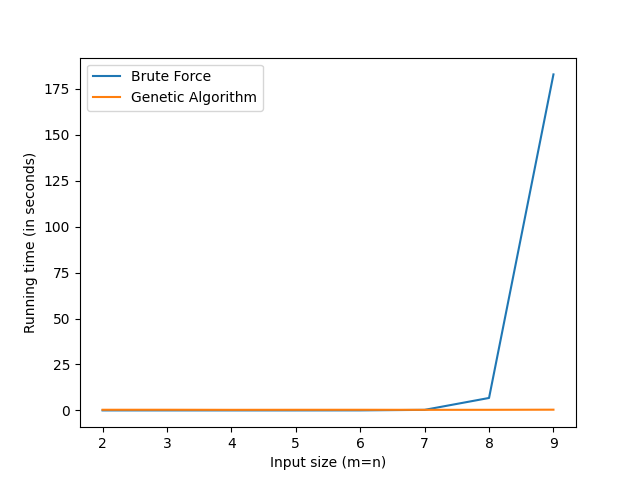 Brute Force
Genetic Algorithm
175
150
125
100
75
50
25
0
Running time (in seconds)
2 3 4 5 6 7 8 9
Input size (m=n)